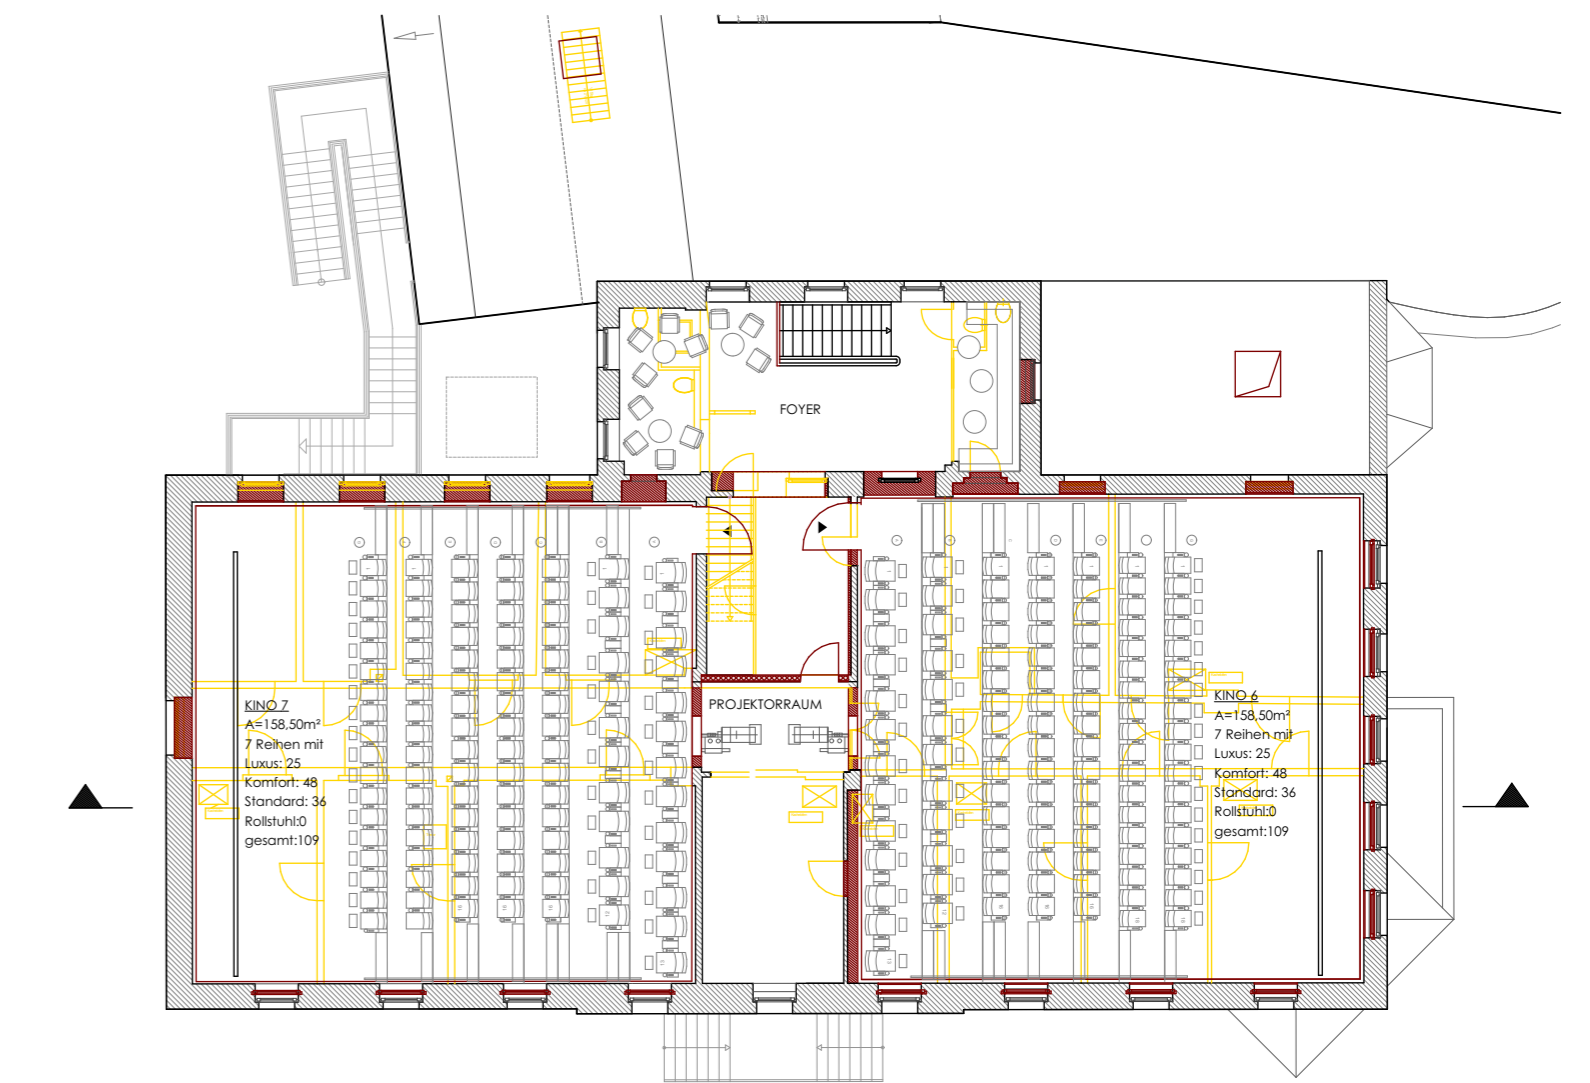 FOYER
PROJEKTORRAUM
KINO 7
A=158,50m²
7 Reihen mit
Luxus: 25
Komfort: 48
Standard: 36
Rollstuhl:0
gesamt:109
KINO 6
A=158,50m²
7 Reihen mit
Luxus: 25
Komfort: 48
Standard: 36
Rollstuhl:0
gesamt:109